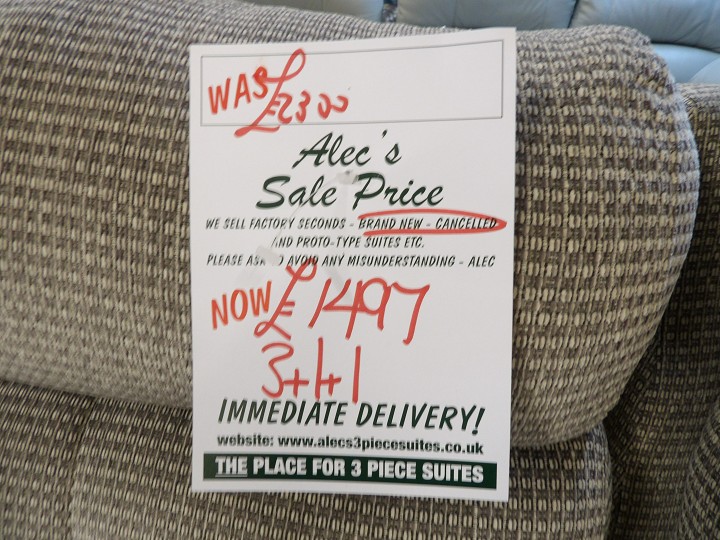 WAS £2300
Alec's
Sale Price
WE SELL FACTORY SECONDS - BRAND NEW - CANCELLED
AND PROTO-TYPE SUITES ETC.
PLEASE ASK TO AVOID ANY MISUNDERSTANDING - ALEC
NOW £1497
3+1+1
IMMEDIATE DELIVERY!
website: www.alecs3piecesuites.co.uk
THE PLACE FOR 3 PIECE SUITES